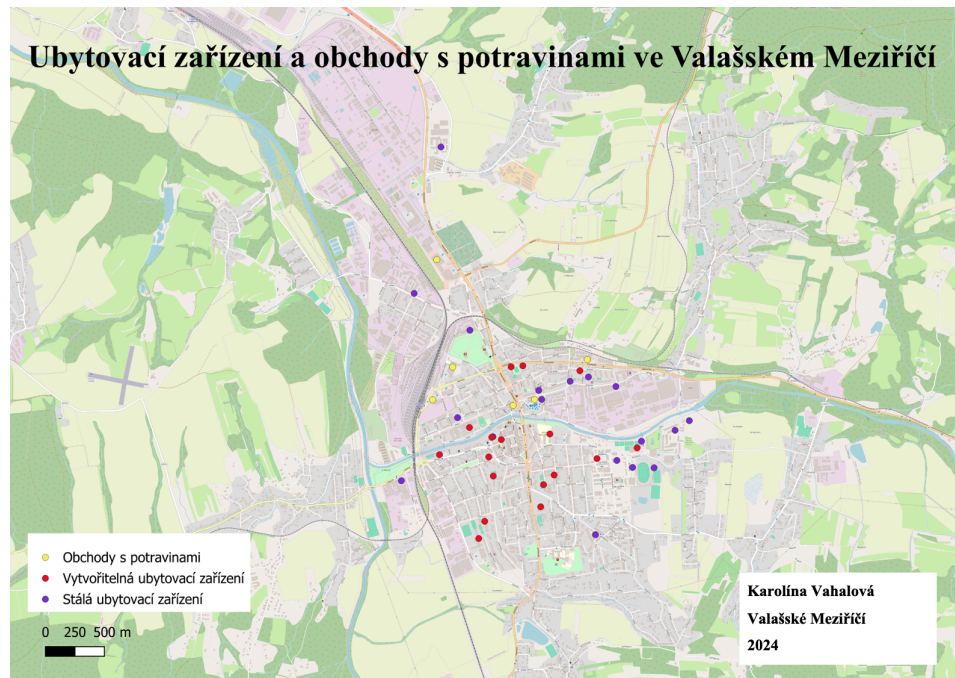 Ubytovací zařízení a obchody s potravinami ve Valašském Meziříčí
Obchody s potravinami
Vytvořitelná ubytovací zařízení
Stálá ubytovací zařízení
0 250 500 m
Karolína Vahalová
Valašské Meziříčí
2024